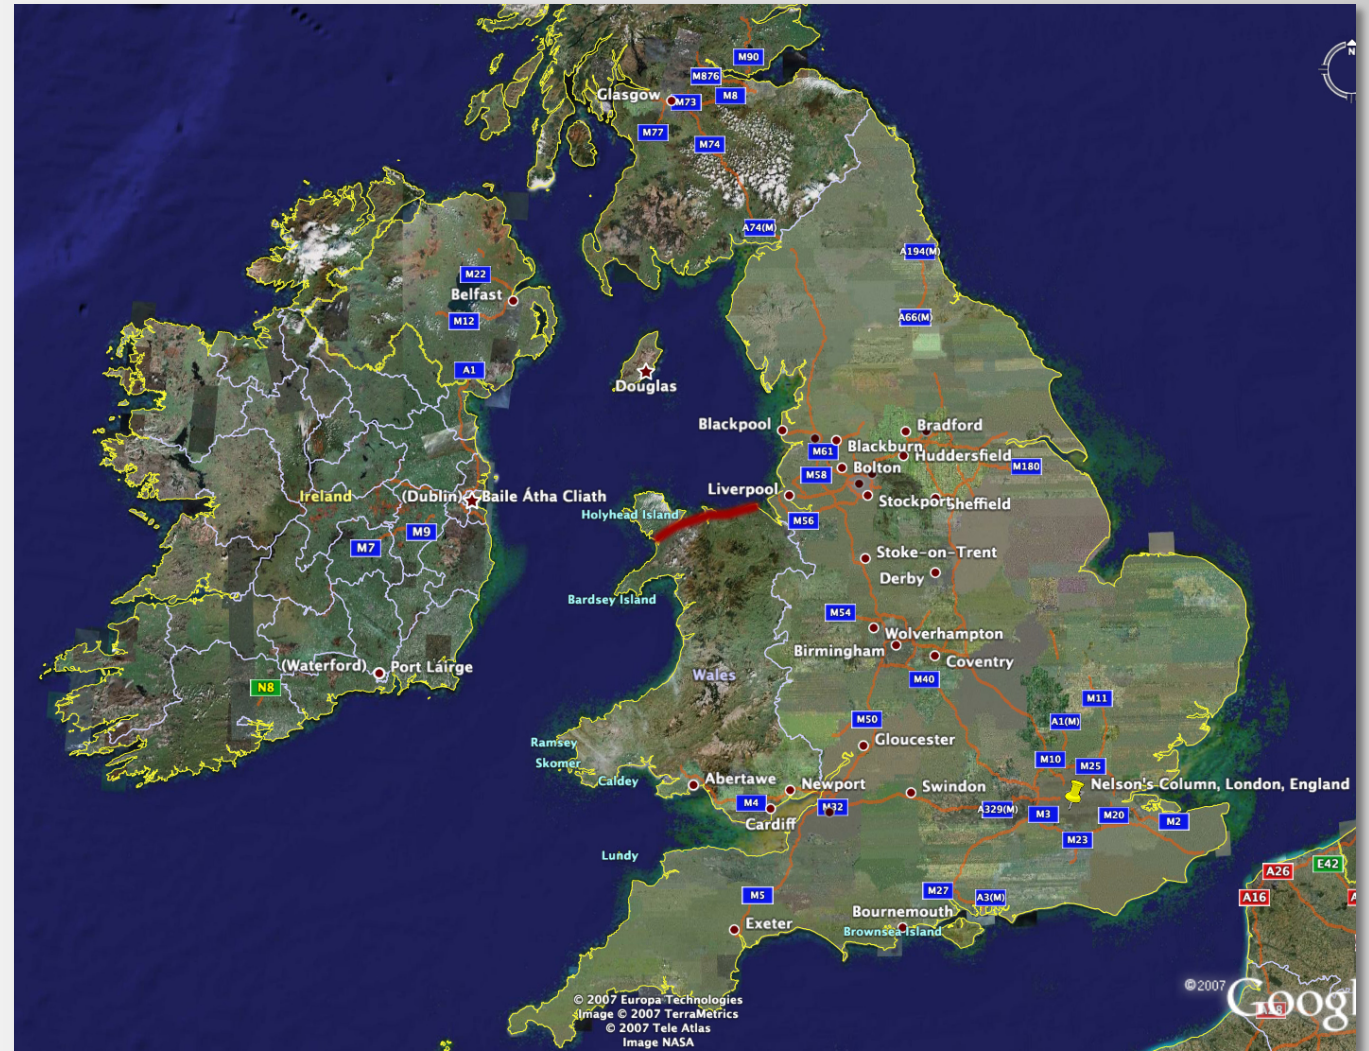 N
M90
M876
Glasgow
M73
M8
M77
M74
A74(M)
A194(M)
M22
Belfast
M12
A66(M)
A1
Douglas
Blackpool
Bradford
M61
Blackburn
Huddersfield
M58
Bolton
M180
Liverpool
Ireland
(Dublin)
Baile Átha Cliath
Stockport
Sheffield
Holyhead Island
M56
M9
M7
Stoke-on-Trent
Derby
Bardsey Island
M54
Wolverhampton
Birmingham
Coventry
(Waterford)
Port Láirge
Wales
M40
N8
M11
M50
A1(M)
Ramsey
Gloucester
Skomer
M10
M25
Caldey
Abertawe
Newport
Swindon
Nelson's Column, London, England
M4
M32
A329(M)
M3
M20
M2
Cardiff
M23
Lundy
E42
A26
M5
M27
A3(M)
A16
Bournemouth
Exeter
Brownsea Island
©2007
Googl
© 2007 Europa Technologies
Image © 2007 TerraMetrics
© 2007 Tele Atlas
Image NASA